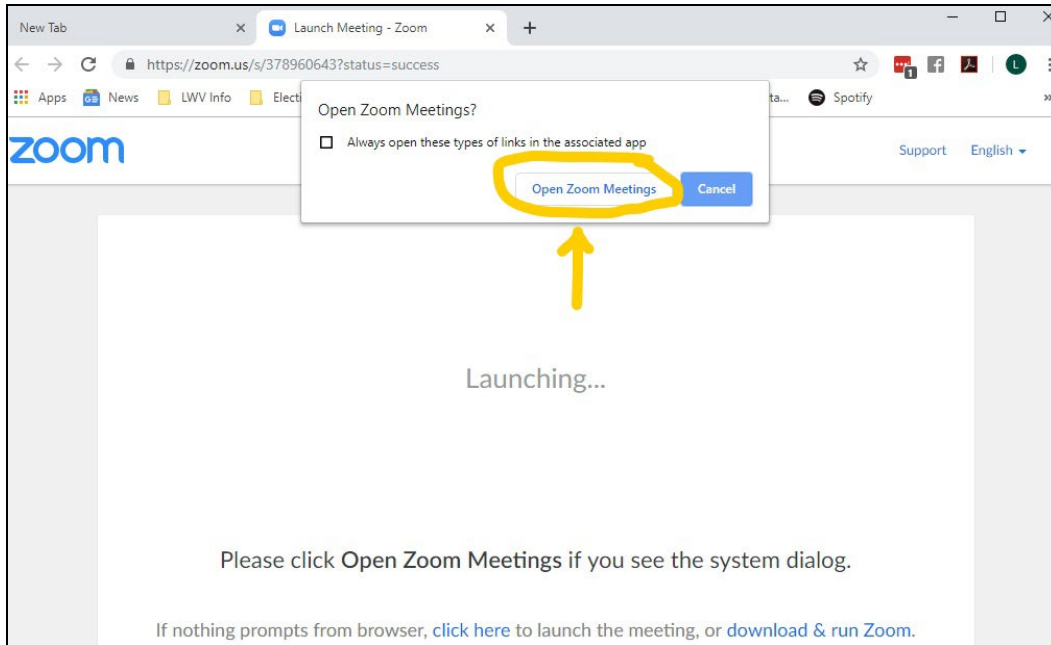 New Tab
Launch Meeting - Zoom
https://zoom.us/s/378960643?status=success
1
L
Apps
News
LWV Info
Electi
ta...
Spotify
Open Zoom Meetings?
Always open these types of links in the associated app
Open Zoom Meetings
Cancel
zoom
Support
English
Launching...
Please click Open Zoom Meetings if you see the system dialog.
If nothing prompts from browser, click here to launch the meeting, or download & run Zoom.